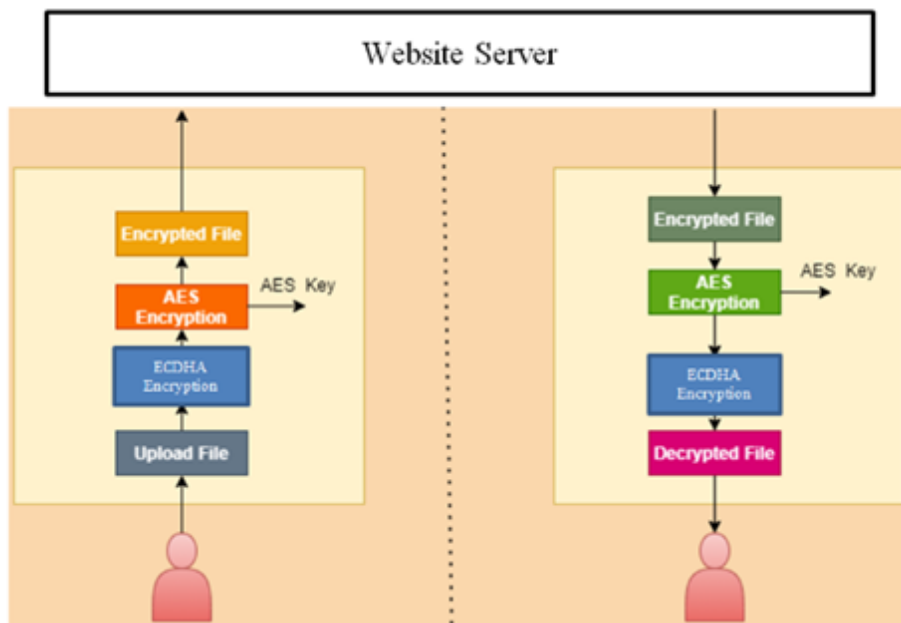 Website Server
Encrypted File
AES
Encryption
AES Key
ECDHA
Encryption
Upload File
Encrypted File
AES
Encryption
AES Key
ECDHA
Encryption
Decrypted File